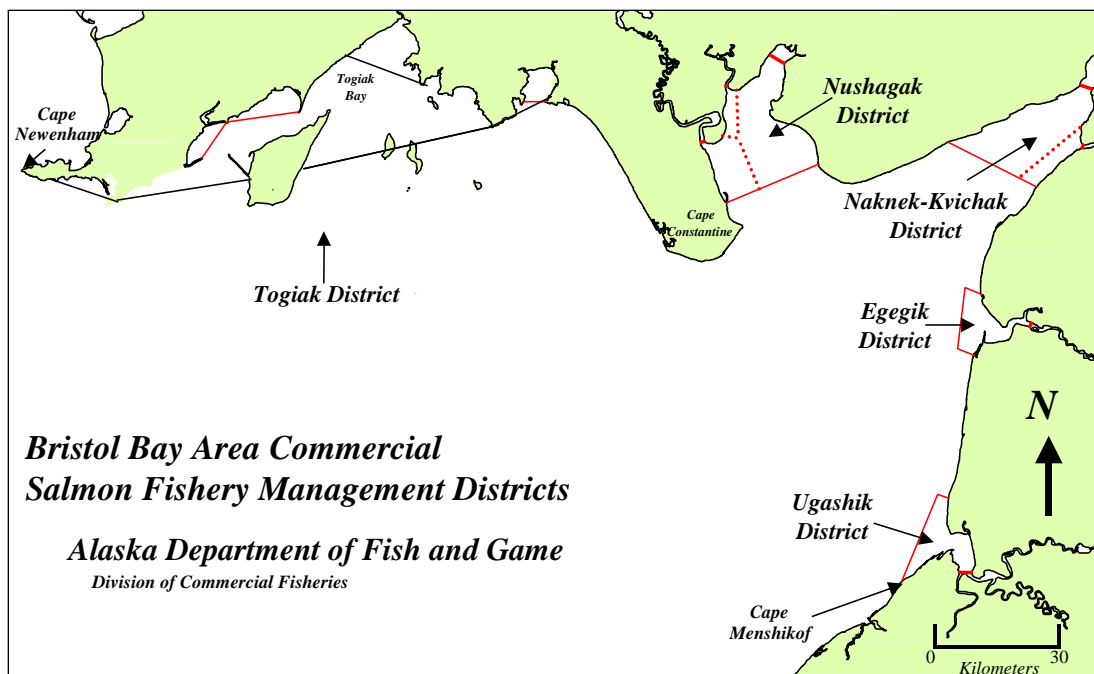 Cape
Newenham
Togiak
Bay
Nushagak
District
Naknek-Kvichak
District
Cape
Constantine
Togiak District
Egegik
District
N
Bristol Bay Area Commercial
Salmon Fishery Management Districts
Ugashik
District
Alaska Department of Fish and Game
Division of Commercial Fisheries
Cape
Menshikof
0 30
Kilometers